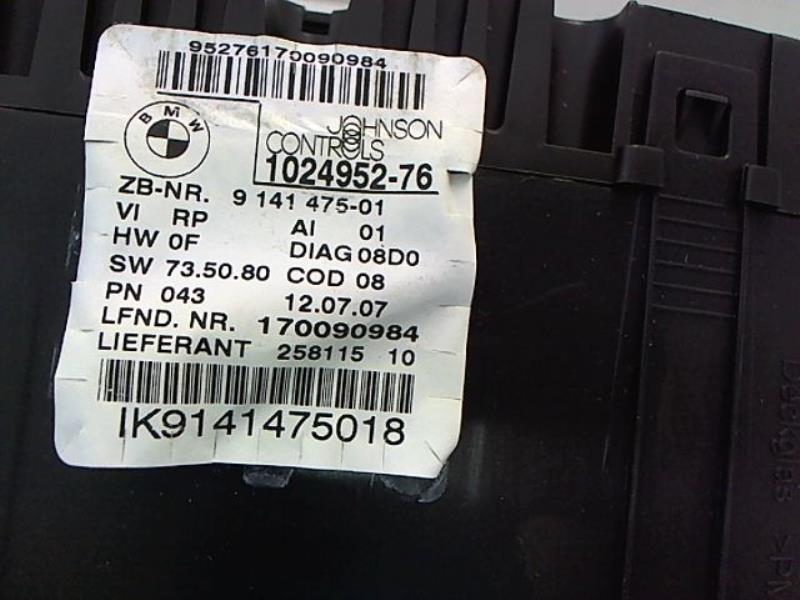 95276170090984
BMW
JOHNSON
CONTROLS
1024952-76
ZB-NR. 9 141 475-01
VI RP AI 01
HW 0F DIAG 08D0
SW 73.50.80 COD 08
PN 043 12.07.07
LFND. NR. 170090984
LIEFERANT 258115 10
IK9141475018
Deckglas >PM